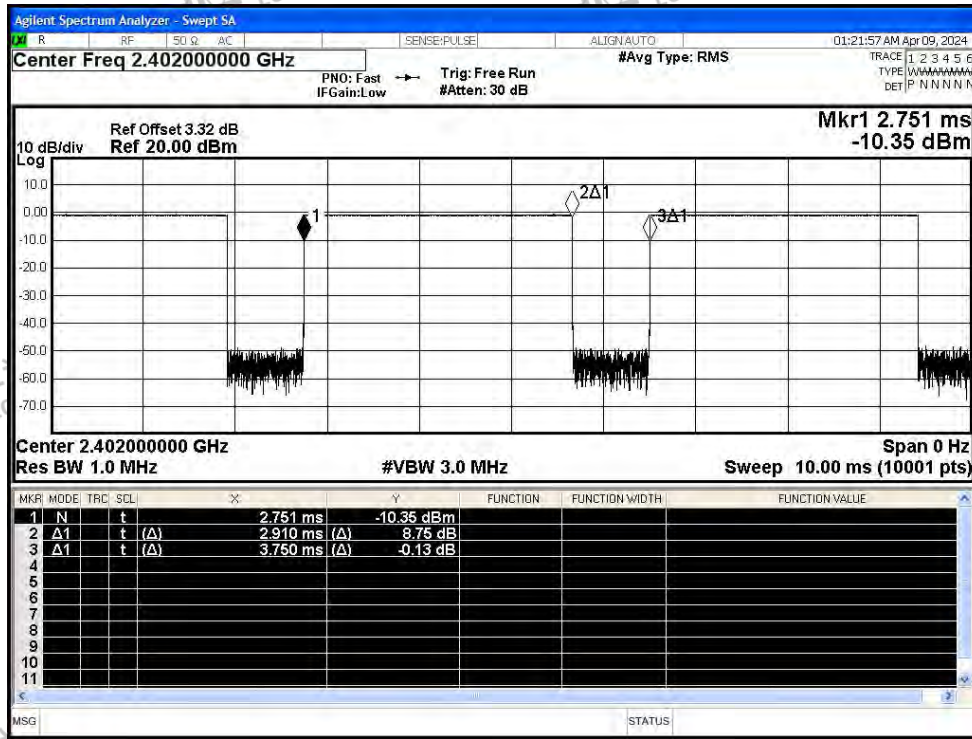 Agilent Spectrum Analyzer - Swept SA
LXI R RF 50 Ω AC SENSE:PULSE ALIGN AUTO 01:21:57 AM Apr 09, 2024
Center Freq 2.402000000 GHz
PNO: Fast
IFGain:Low
Trig: Free Run
#Atten: 30 dB
#Avg Type: RMS
TRACE 1 2 3 4 5 6
TYPE WWWWWW
DET P N N N N N
Mkr1 2.751 ms
-10.35 dBm
Ref Offset 3.32 dB
10 dB/div Ref 20.00 dBm
Log
10.0
0.00
-10.0
-20.0
-30.0
-40.0
-50.0
-60.0
-70.0
1
2Δ1
3Δ1
Center 2.402000000 GHz Span 0 Hz
Res BW 1.0 MHz #VBW 3.0 MHz Sweep 10.00 ms (10001 pts)
MKR MODE TRC SCL X Y FUNCTION FUNCTION WIDTH FUNCTION VALUE
1 N t 2.751 ms -10.35 dBm
2 Δ1 t (Δ) 2.910 ms (Δ) 8.75 dB
3 Δ1 t (Δ) 3.750 ms (Δ) -0.13 dB
4
5
6
7
8
9
10
11
MSG STATUS